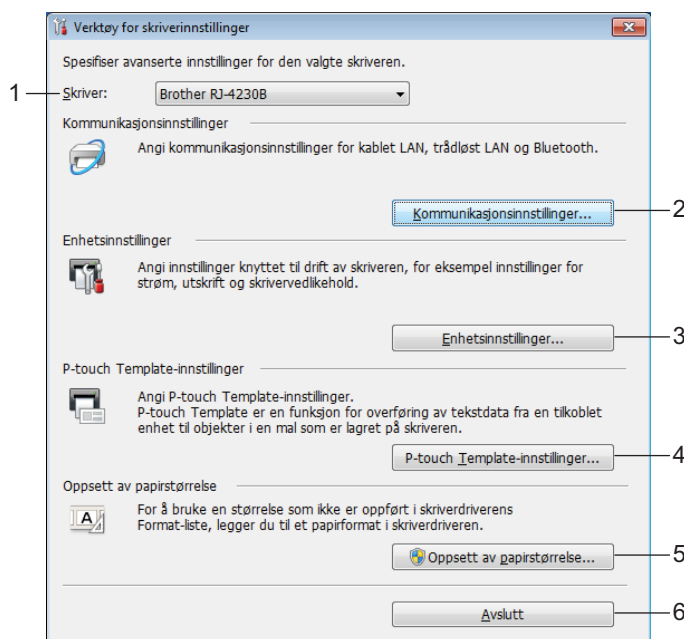 Verktøy for skriverinnstillinger
Spesifiser avanserte innstillinger for den valgte skriveren.
1 Skriver: Brother RJ-4230B
Kommunikasjonsinnstillinger
Angi kommunikasjonsinnstillinger for kablet LAN, trådløst LAN og Bluetooth.
Kommunikasjonsinnstillinger... 2
Enhetsinnstillinger
Angi innstillinger knyttet til drift av skriveren, for eksempel innstillinger for
strøm, utskrift og skrivervedlikehold.
Enhetsinnstillinger... 3
P-touch Template-innstillinger
Angi P-touch Template-innstillinger.
P-touch Template er en funksjon for overføring av tekstdata fra en tilkoblet
enhet til objekter i en mal som er lagret på skriveren.
P-touch Template-innstillinger... 4
Oppsett av papirstørrelse
A
For å bruke en størrelse som ikke er oppført i skriverdriverens
Format-liste, legger du til et papirformat i skriverdriveren.
Oppsett av papirstørrelse... 5
Avslutt 6